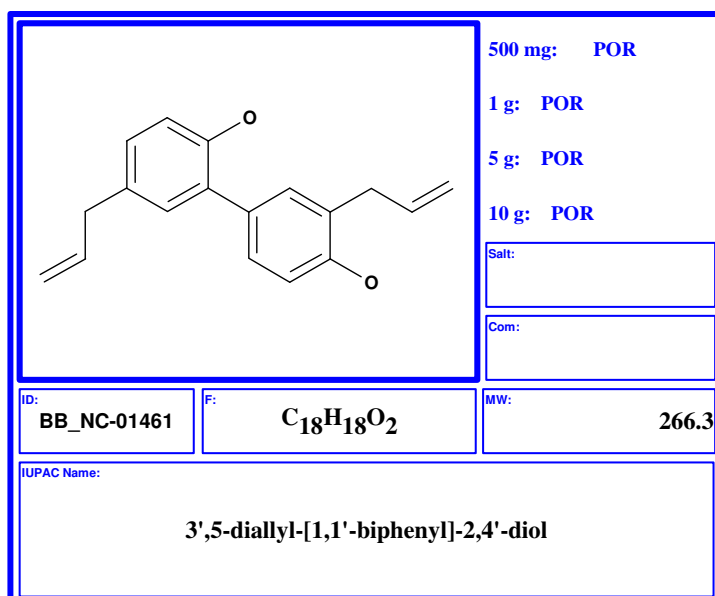 500 mg: POR
1 g: POR
O
5 g: POR
10 g: POR
Salt:
O
Com:
ID:
BB_NC-01461
F:
C18H18O2
MW:
266.3
IUPAC Name:
3',5-diallyl-[1,1'-biphenyl]-2,4'-diol